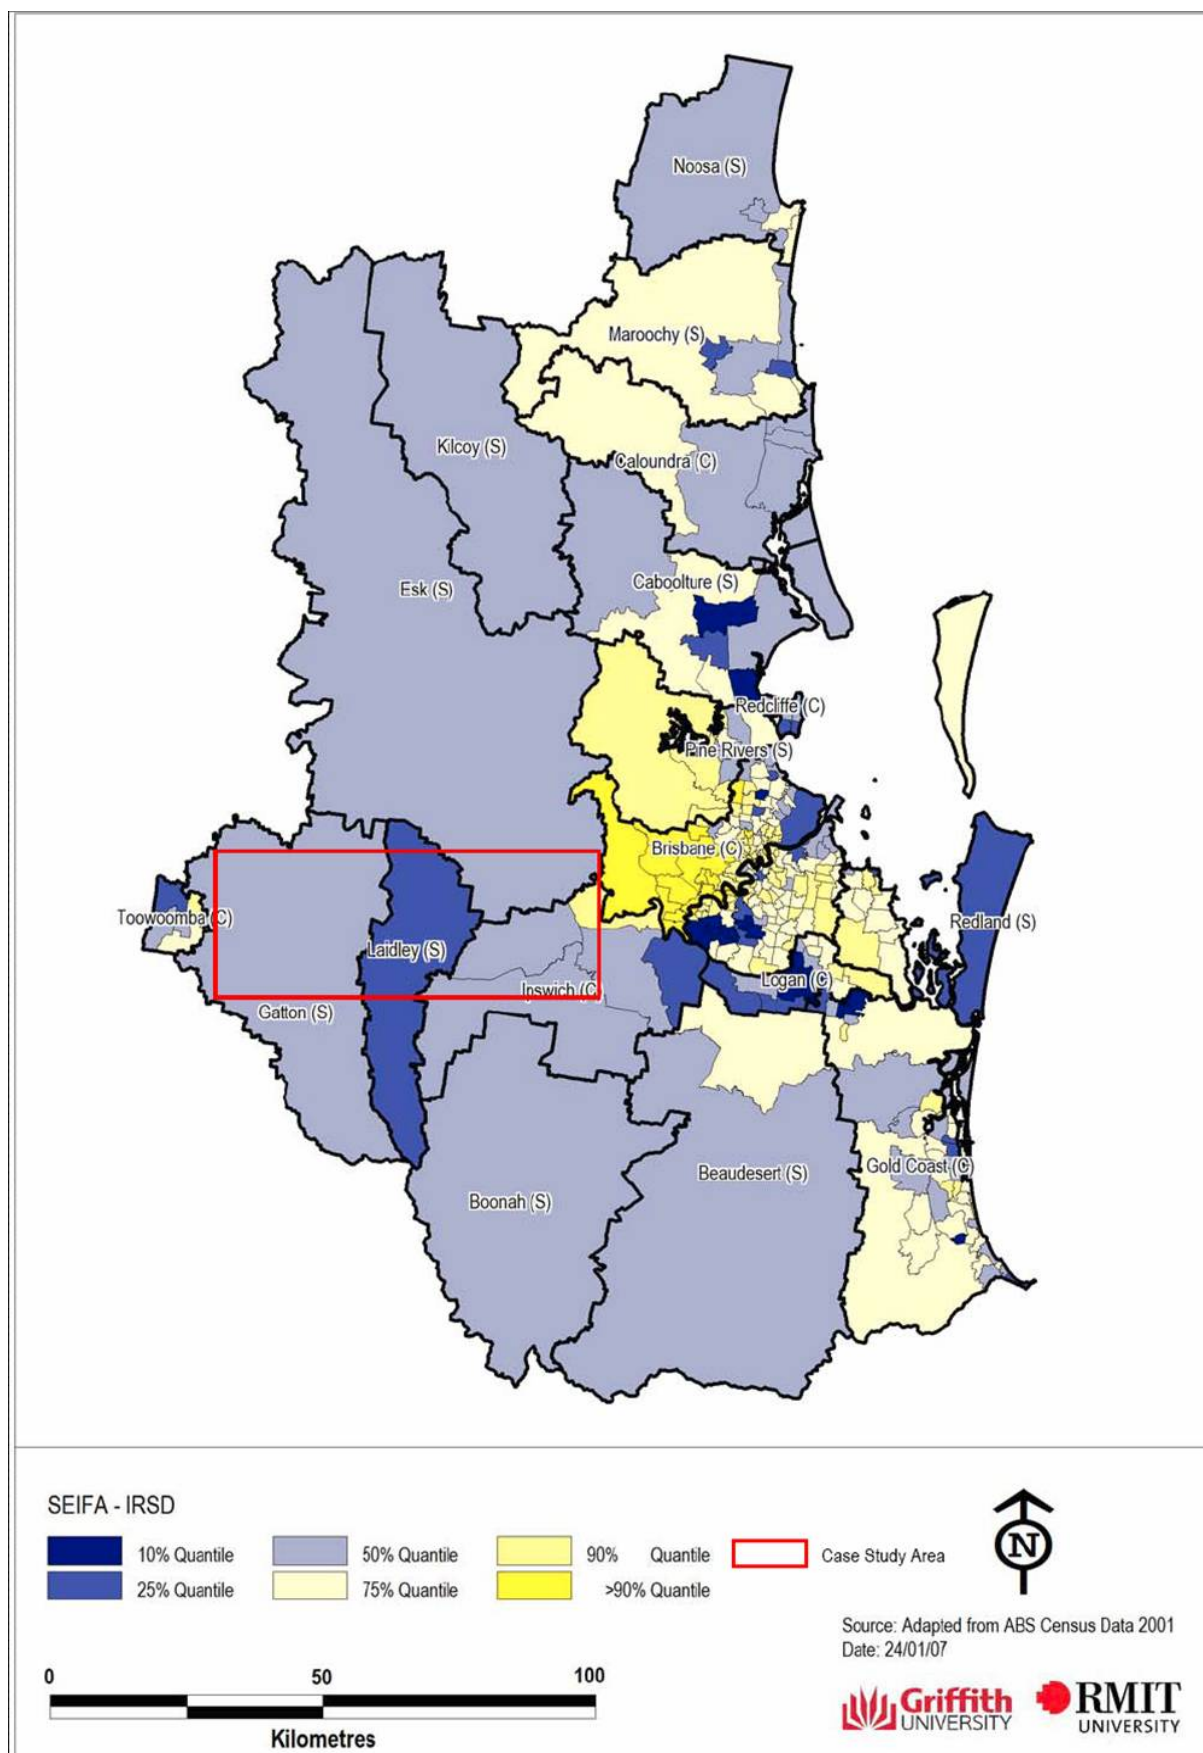 Noosa (S)
Maroochy (S)
Kilcoy (S)
Caloundra (C)
Esk (S)
Caboolture (S)
Redcliffe (C)
Pine Rivers (S)
Brisbane (C)
Toowoomba (C)
Redland (S)
Laidley (S)
Logan (C)
Ipswich (C)
Gatton (S)
Gold Coast (C)
Beaudesert (S)
Boonah (S)
SEIFA - IRSD
10% Quantile
50% Quantile
90% Quantile
Case Study Area
25% Quantile
75% Quantile
>90% Quantile
N
Source: Adapted from ABS Census Data 2001
Date: 24/01/07
0 50 100
Kilometres
Griffith
UNIVERSITY
RMIT
UNIVERSITY